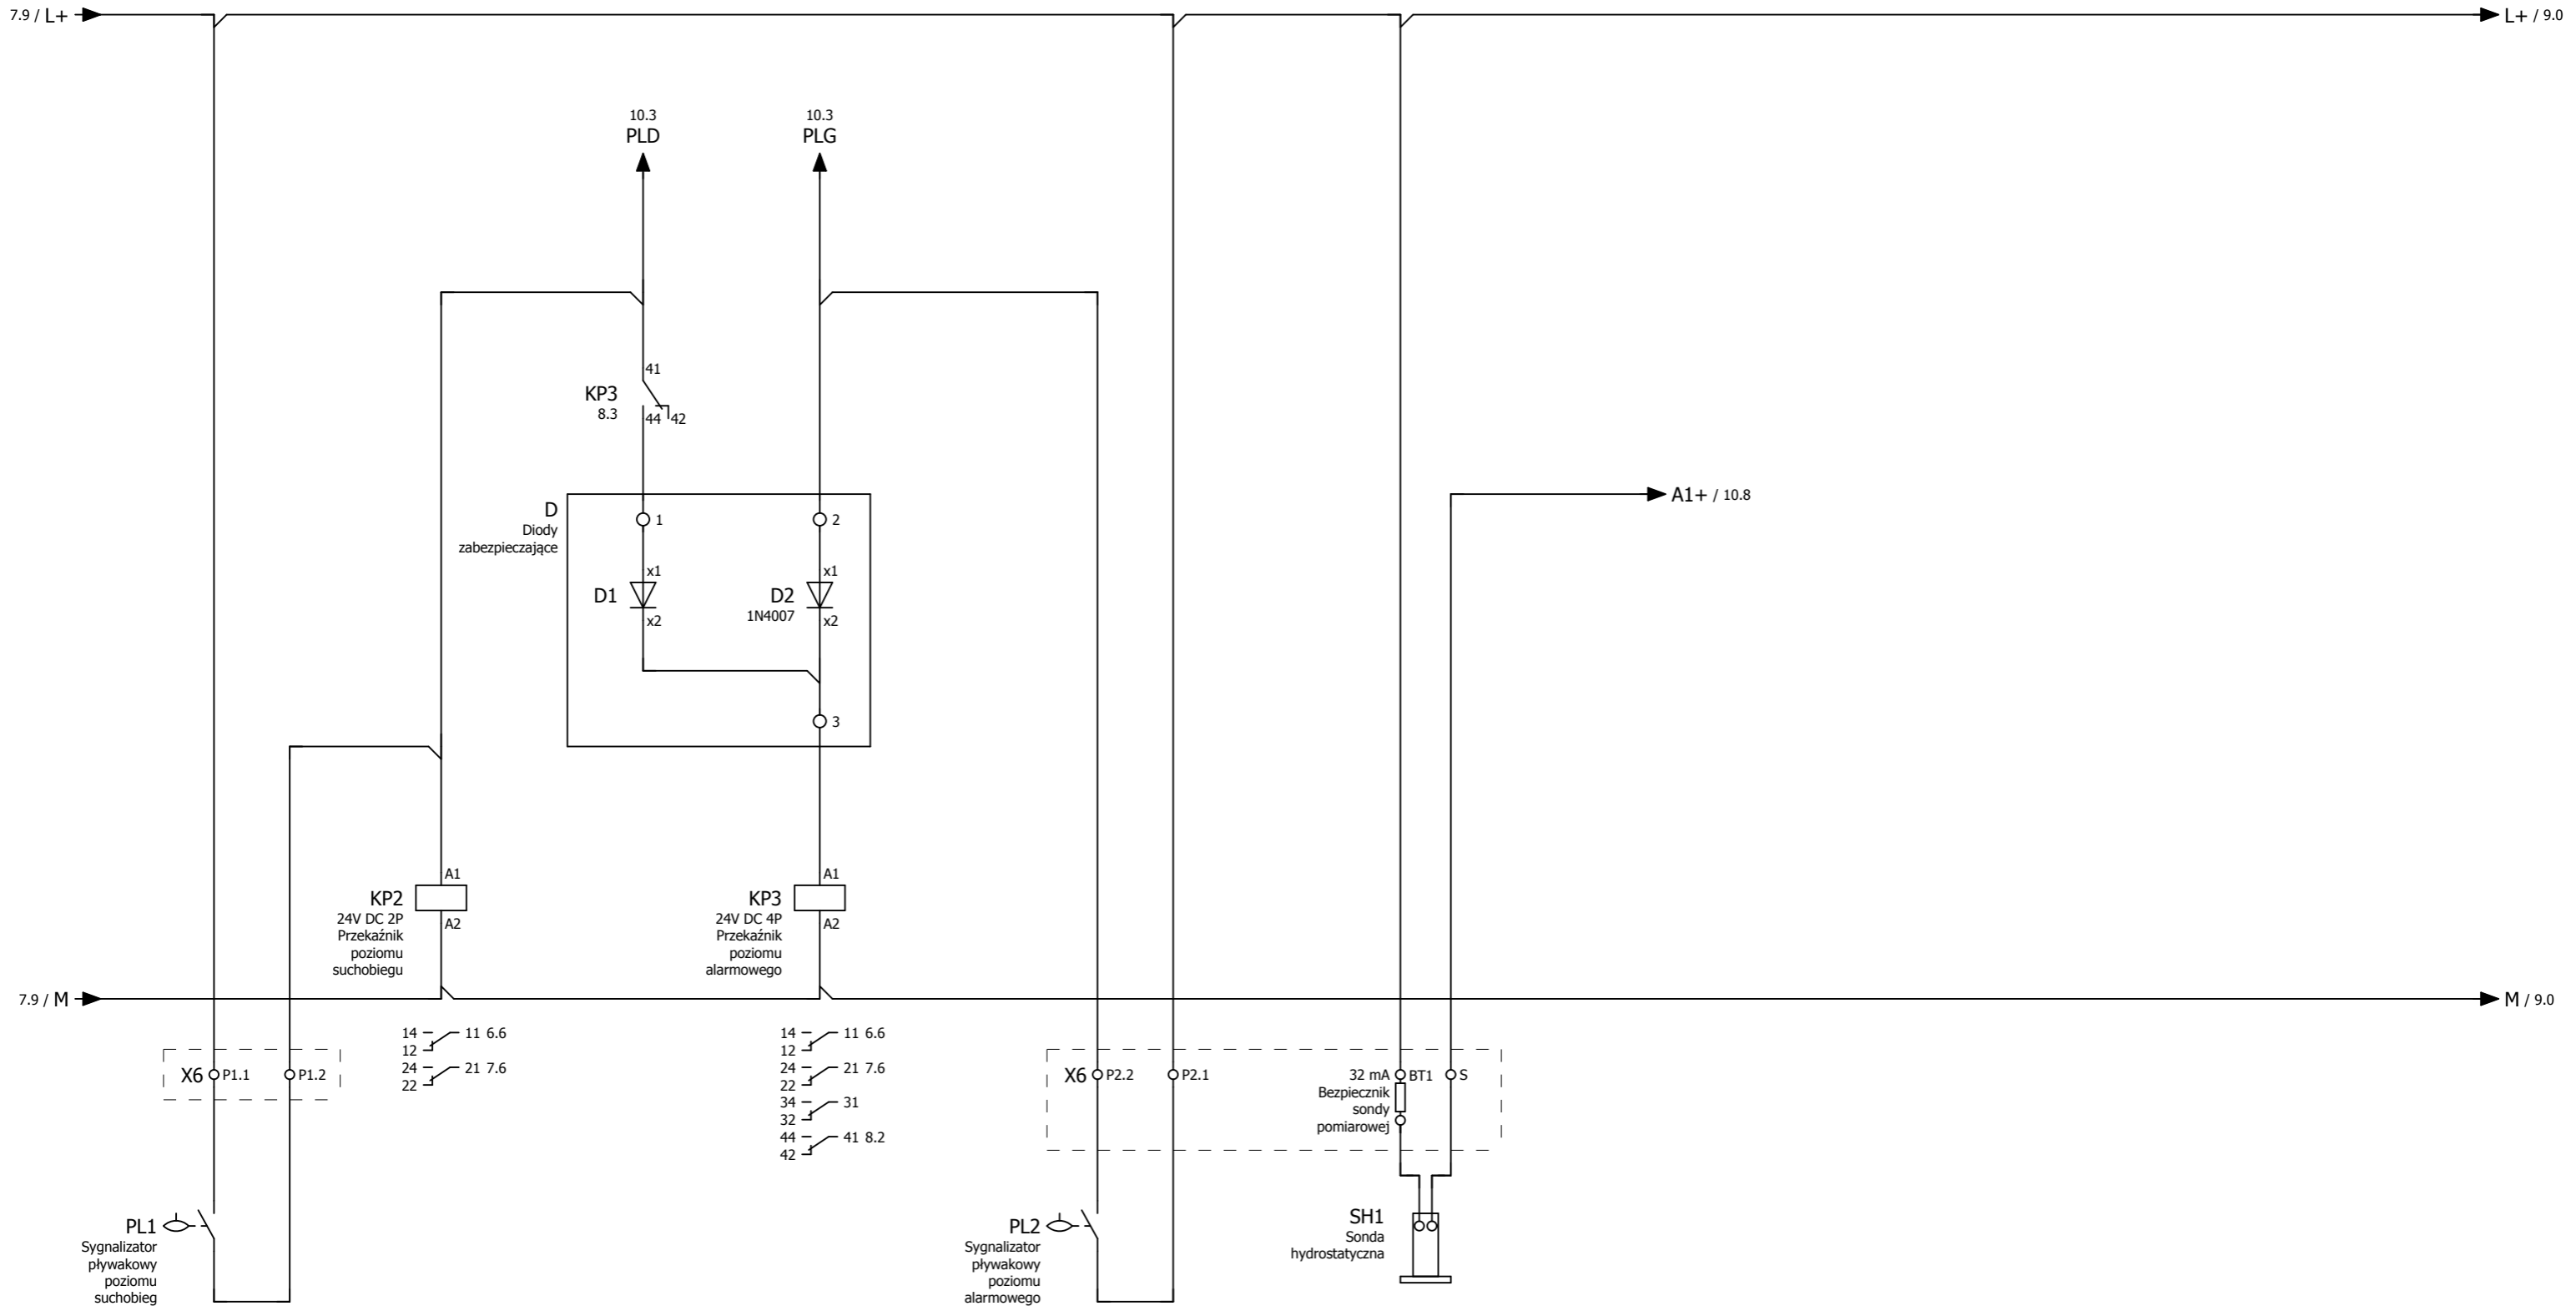 7.9 / L+
L+ / 9.0
10.3
PLD
10.3
PLG
41
KP3
8.3
44
42
A1+ / 10.8
D
Diody
zabezpieczające
1
2
x1
x1
D1
D2
1N4007
x2
x2
3
A1
KP2
24V DC 2P
A2
Przekaźnik
poziomu
suchobiegu
A1
KP3
24V DC 4P
A2
Przekaźnik
poziomu
alarmowego
7.9 / M
M / 9.0
14
11 6.6
12
24
21 7.6
22
14
11 6.6
12
24
21 7.6
22
34
31
32
44
41 8.2
42
X6
P1.1
P1.2
X6
P2.2
P2.1
32 mA
BT1
S
Bezpiecznik
sondy
pomiarowej
PL1
Sygnalizator
pływakowy
poziomu
suchobieg
PL2
Sygnalizator
pływakowy
poziomu
alarmowego
SH1
Sonda
hydrostatyczna